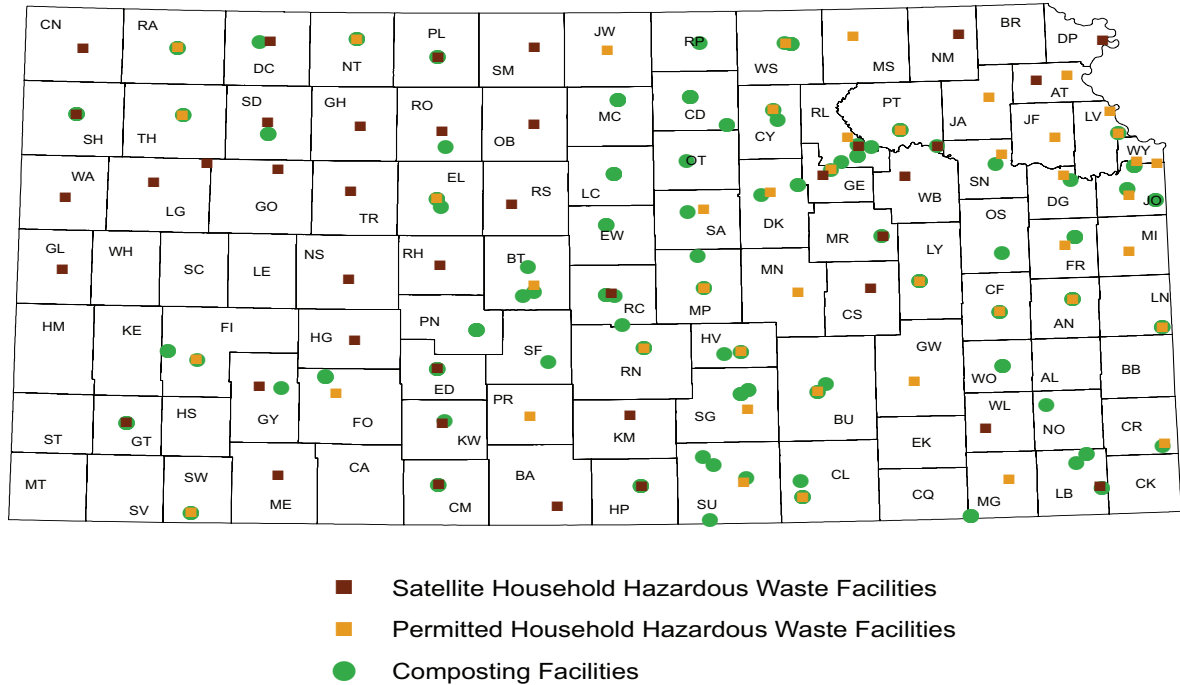 CN RA DC NT PL SM JW RP WS MS NM BR DP
SH TH SD GH RO OB MC CD CY RL PT JA AT JF LV WY
WA LG GO TR EL RS LC OT DK GE WB SN DG JO
GL WH SC LE NS RH BT EW SA MR OS LY FR MI
HM KE FI HG PN SF RC MP MN CS CF AN LN
ED RN HV GW WO AL BB
ST GT HS GY FO KW PR KM SG BU EK WL NO CR
MT SV SW ME CA CM BA HP SU CL CQ MG LB CK
Satellite Household Hazardous Waste Facilities
Permitted Household Hazardous Waste Facilities
Composting Facilities